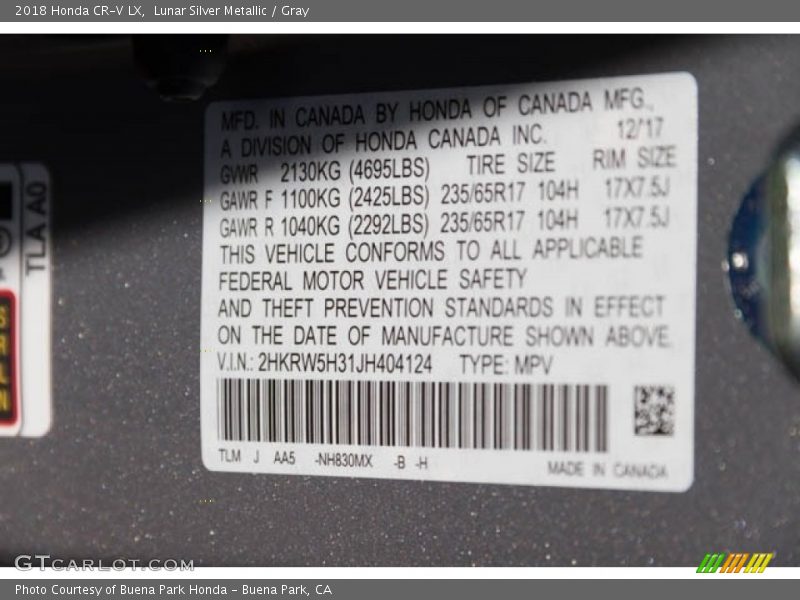 2018 Honda CR-V LX,  Lunar Silver Metallic / Gray
MFD. IN CANADA BY HONDA OF CANADA MFG.,
A DIVISION OF HONDA CANADA INC. 12/17
GVWR 2130KG (4695LBS) TIRE SIZE RIM SIZE
GAWR F 1100KG (2425LBS) 235/65R17 104H 17X7.5J
GAWR R 1040KG (2292LBS) 235/65R17 104H 17X7.5J
THIS VEHICLE CONFORMS TO ALL APPLICABLE
FEDERAL MOTOR VEHICLE SAFETY
AND THEFT PREVENTION STANDARDS IN EFFECT
ON THE DATE OF MANUFACTURE SHOWN ABOVE.
V.I.N.: 2HKRW5H31JH404124 TYPE: MPV
TLM J AA5 -NH830MX -B -H
MADE IN CANADA
TLA A0
GTCARLOT.COM
Photo Courtesy of Buena Park Honda - Buena Park, CA